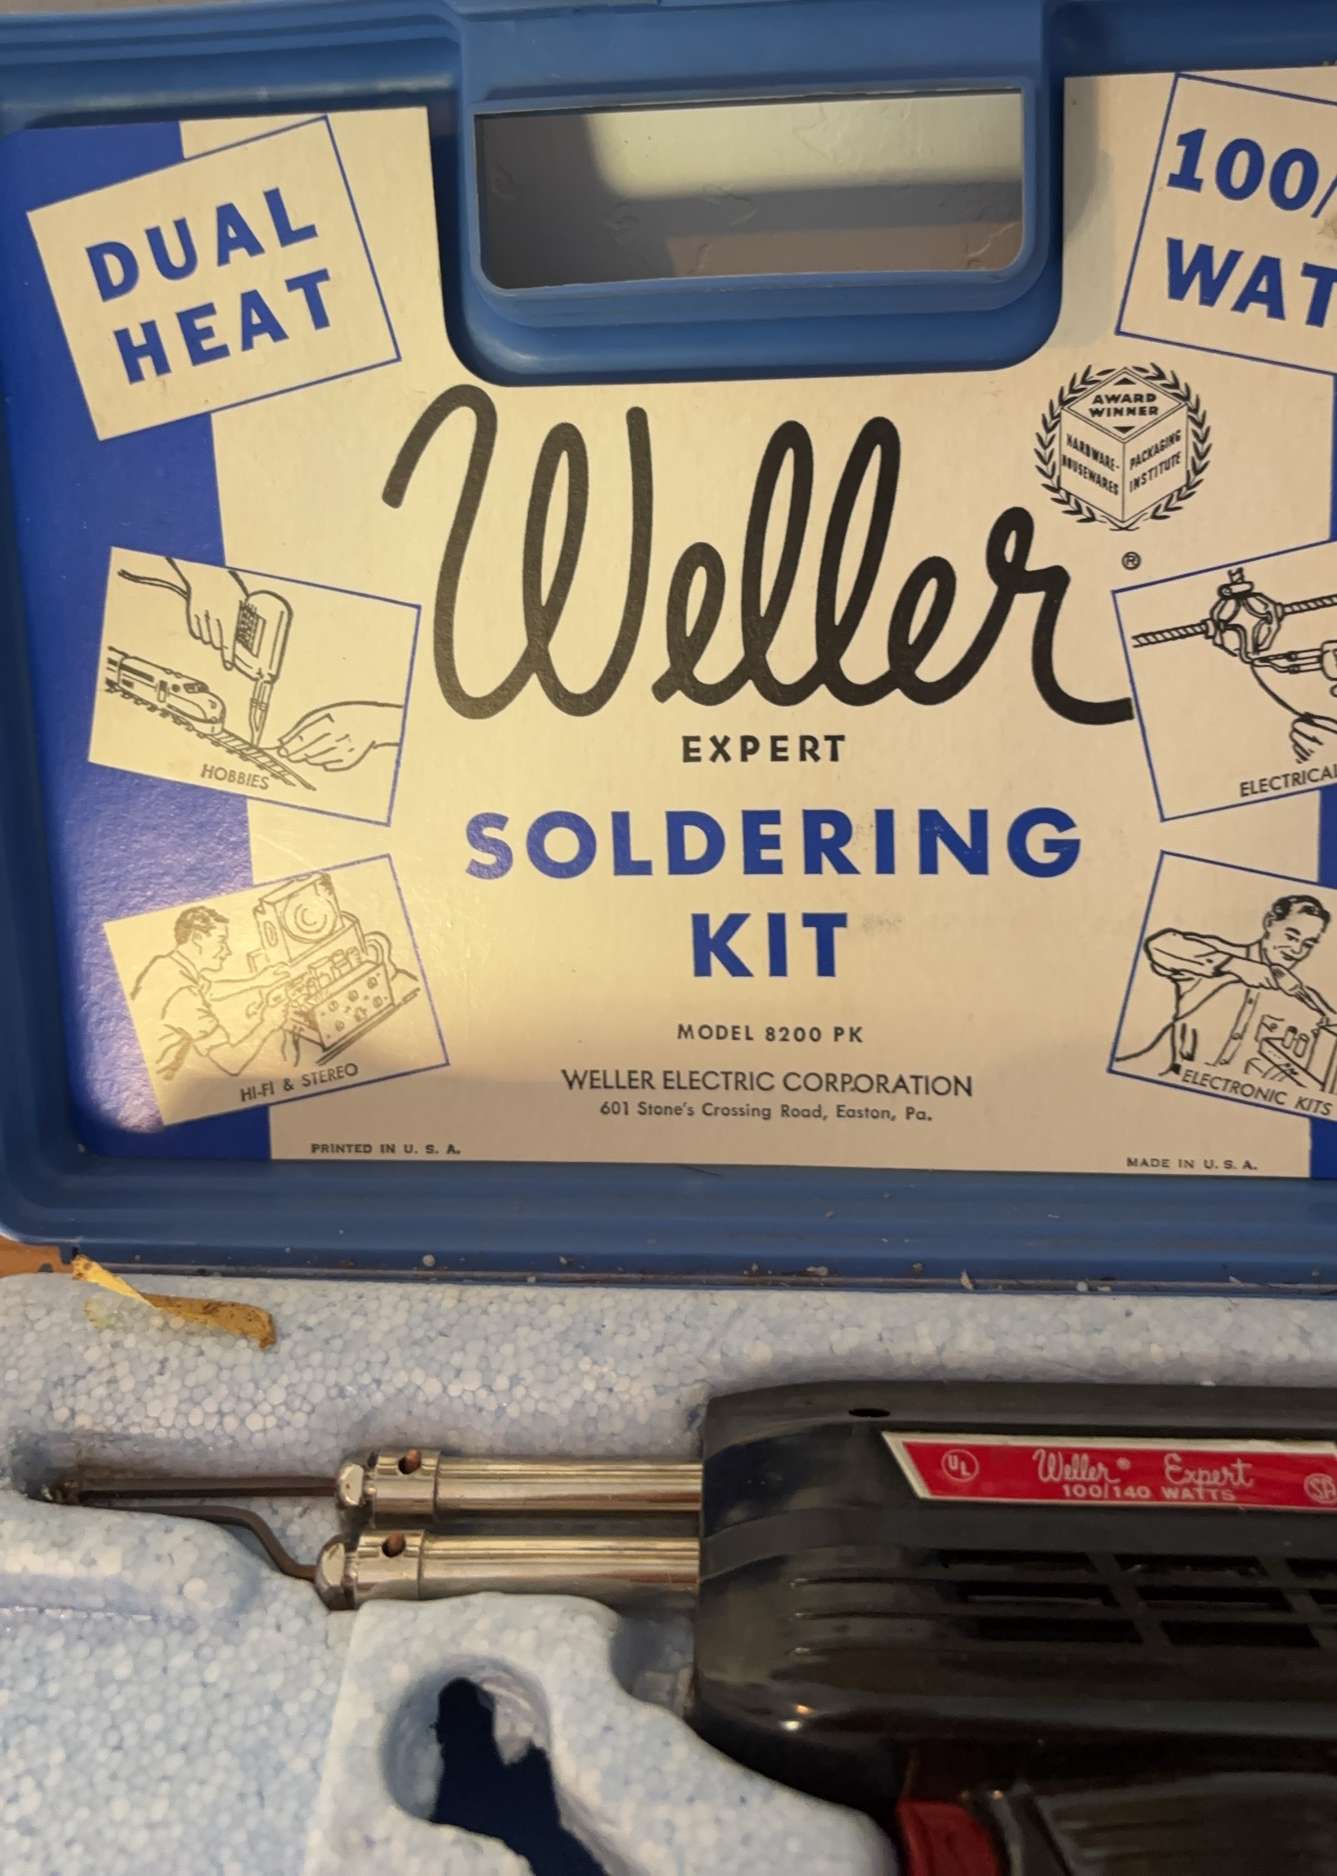 DUAL
HEAT
100/
WAT
AWARD
WINNER
HARDWARE-
HOUSEWARES
PACKAGING
INSTITUTE
Weller ®
EXPERT
SOLDERING
KIT
MODEL 8200 PK
WELLER ELECTRIC CORPORATION
601 Stone's Crossing Road, Easton, Pa.
HOBBIES
HI-FI & STEREO
ELECTRICAL
ELECTRONIC KITS
PRINTED IN U. S. A.
MADE IN U. S. A.
UL
Weller® Expert
100/140 WATTS